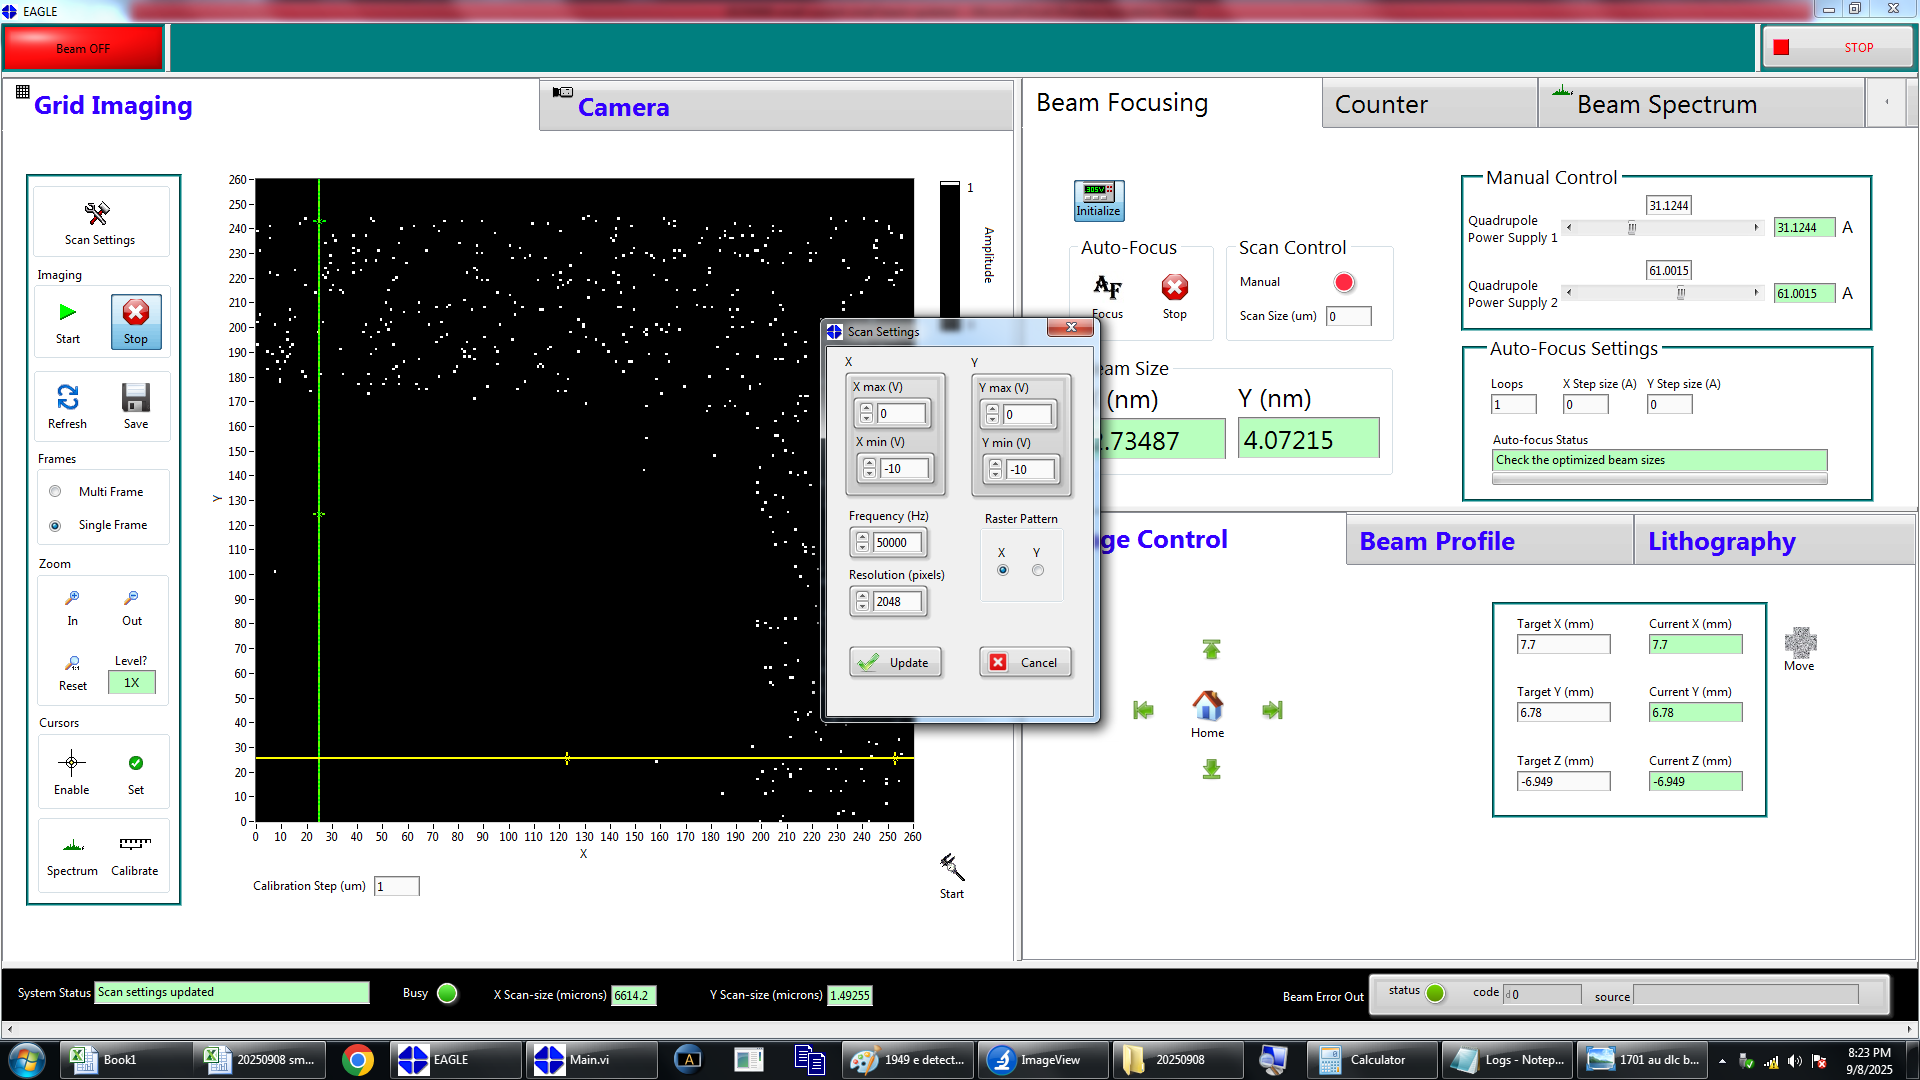 EAGLE
Beam OFF
STOP
Grid Imaging
Camera
Beam Focusing
Counter
Beam Spectrum
Scan Settings
Imaging
Start
Stop
Refresh
Save
Frames
Multi Frame
Single Frame
Zoom
In
Out
Reset
Level?
1X
Cursors
Enable
Set
Spectrum
Calibrate
260
250
240
230
220
210
200
190
180
170
160
150
140
130
120
110
100
90
80
70
60
50
40
30
20
10
0
Y
0 10 20 30 40 50 60 70 80 90 100 110 120 130 140 150 160 170 180 190 200 210 220 230 240 250 260
X
1
Amplitude
Calibration Step (um) 1
Start
Scan Settings
X
Y
X max (V)
0
X min (V)
-10
Y max (V)
0
Y min (V)
-10
Frequency (Hz)
50000
Resolution (pixels)
2048
Raster Pattern
X Y
Update
Cancel
.305V
Initialize
Auto-Focus
AF
Focus
Stop
Scan Control
Manual
Scan Size (um) 0
Size
(nm)
.73487
Y (nm)
4.07215
Manual Control
31.1244
Quadrupole
Power Supply 1
31.1244 A
61.0015
Quadrupole
Power Supply 2
61.0015 A
Auto-Focus Settings
Loops
1
X Step size (A)
0
Y Step size (A)
0
Auto-focus Status
Check the optimized beam sizes
ge Control
Beam Profile
Lithography
Home
Target X (mm)
7.7
Current X (mm)
7.7
Target Y (mm)
6.78
Current Y (mm)
6.78
Target Z (mm)
-6.949
Current Z (mm)
-6.949
Move
System Status Scan settings updated
Busy
X Scan-size (microns) 6614.2
Y Scan-size (microns) 1.49255
Beam Error Out
status
code d 0
source
Book1
20250908 sm...
EAGLE
Main.vi
A
1949 e detect...
ImageView
20250908
Calculator
Logs - Notep...
1701 au dlc b...
8:23 PM
9/8/2025